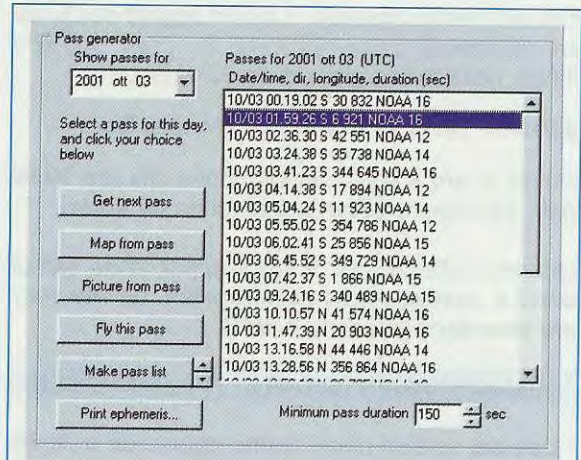 Pass generator
Show passes for
2001 ott 03
Select a pass for this day,
and click your choice
below
Get next pass
Map from pass
Picture from pass
Fly this pass
Make pass list
Print ephemeris...
Passes for 2001 ott 03 (UTC)
Date/time, dir, longitude, duration (sec)
10/03 00.19.02 S 30 832 NOAA 16
10/03 01.59.26 S 6 921 NOAA 16
10/03 02.36.30 S 42 551 NOAA 12
10/03 03.24.38 S 35 738 NOAA 14
10/03 03.41.23 S 344 645 NOAA 16
10/03 04.14.38 S 17 894 NOAA 12
10/03 05.04.24 S 11 923 NOAA 14
10/03 05.55.02 S 354 786 NOAA 12
10/03 06.02.41 S 25 856 NOAA 15
10/03 06.45.52 S 349 729 NOAA 14
10/03 07.42.37 S 1 866 NOAA 15
10/03 09.24.16 S 340 489 NOAA 15
10/03 10.10.57 N 41 574 NOAA 16
10/03 11.47.39 N 20 903 NOAA 16
10/03 13.16.58 N 44 446 NOAA 14
10/03 13.28.56 N 356 864 NOAA 16
Minimum pass duration 150 sec